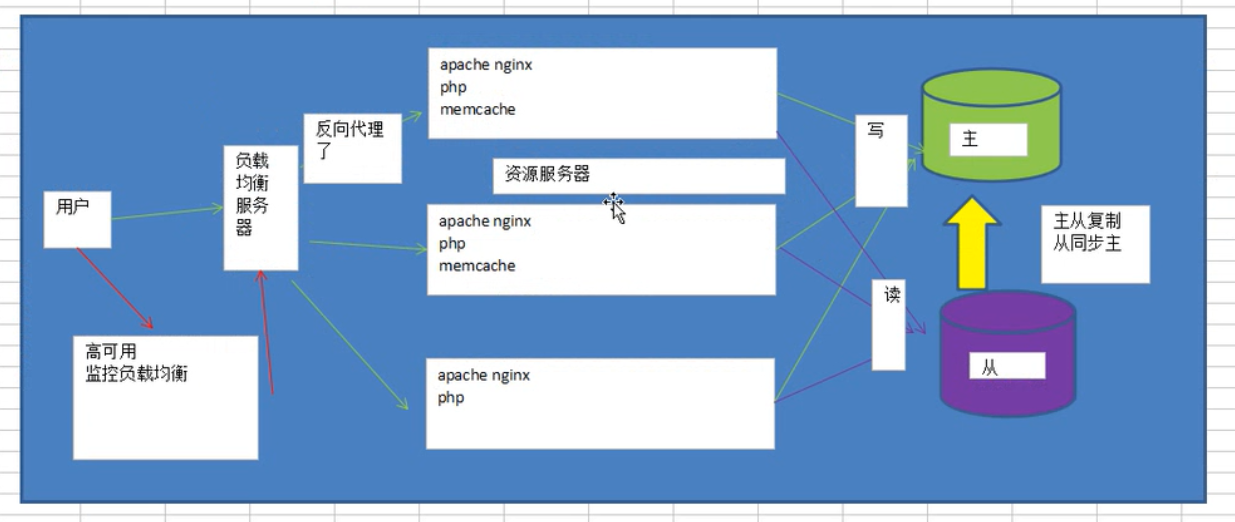 用户
高可用
监控负载均衡
负载
均衡
服务
器
反向代理
了
apache nginx
php
memcache
资源服务器
apache nginx
php
memcache
apache nginx
php
写
读
主
主从复制
从同步主
从